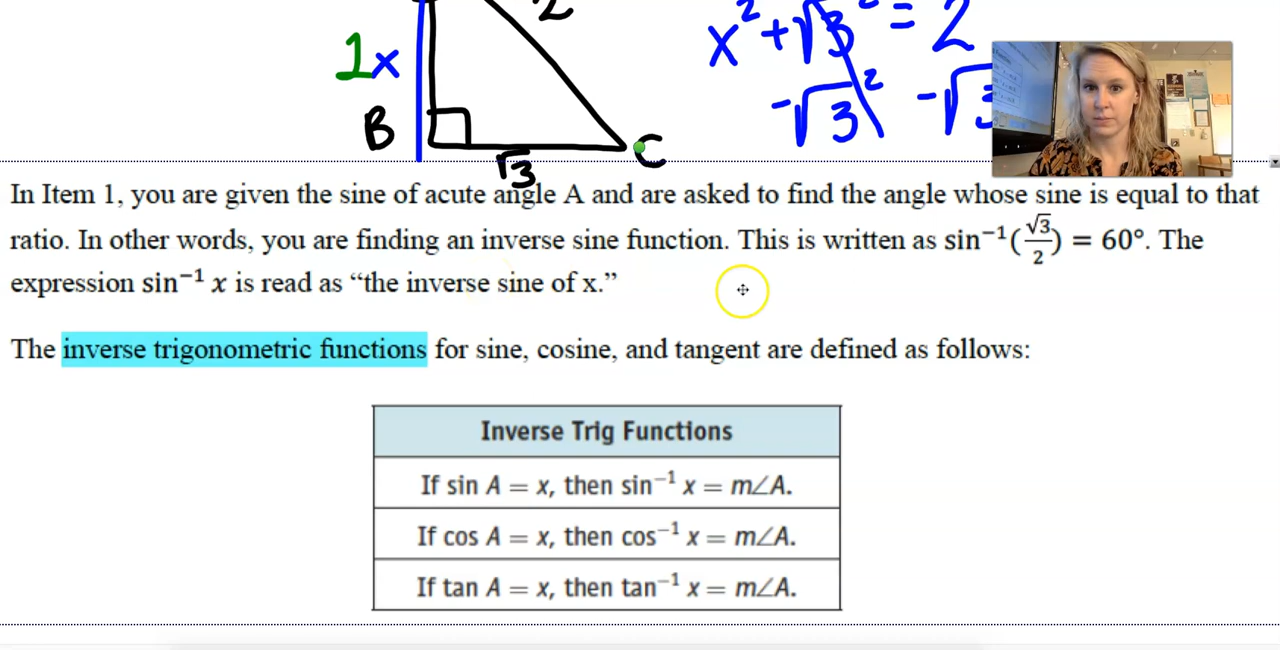 2
x² + √3² = 2
1x
-√3² -√3
B
C
√3
In Item 1, you are given the sine of acute angle A and are asked to find the angle whose sine is equal to that
ratio. In other words, you are finding an inverse sine function. This is written as sin⁻¹(√3/2) = 60°. The
expression sin⁻¹ x is read as “the inverse sine of x.”
The inverse trigonometric functions for sine, cosine, and tangent are defined as follows:
Inverse Trig Functions
If sin A = x, then sin⁻¹ x = m∠A.
If cos A = x, then cos⁻¹ x = m∠A.
If tan A = x, then tan⁻¹ x = m∠A.